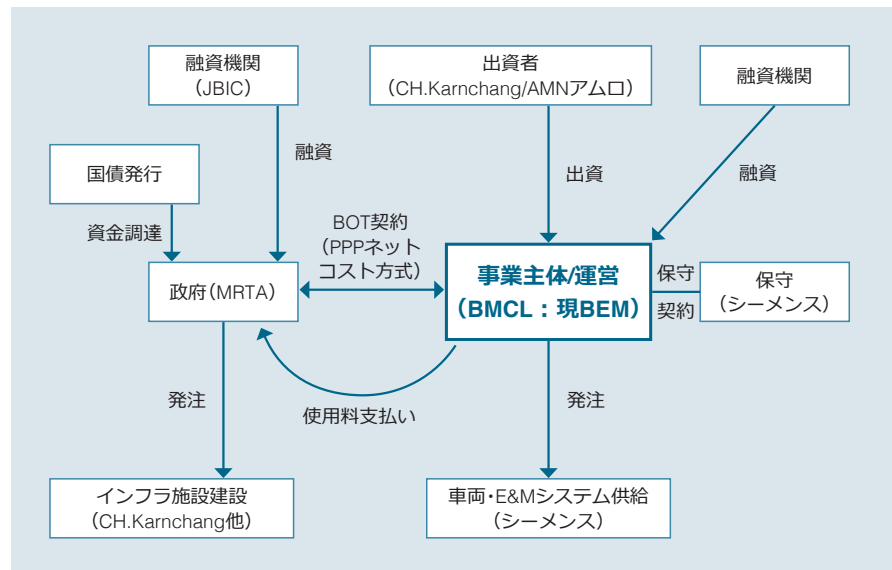 融資機関
（JBIC）
出資者
（CH.Karnchang/AMNアムロ）
融資機関
国債発行
融資
出資
融資
資金調達
BOT契約
（PPPネット
コスト方式）
政府（MRTA）
事業主体/運営
（BMCL：現BEM）
保守
契約
保守
（シーメンス）
発注
使用料支払い
発注
インフラ施設建設
（CH.Karnchang他）
車両・E&Mシステム供給
（シーメンス）